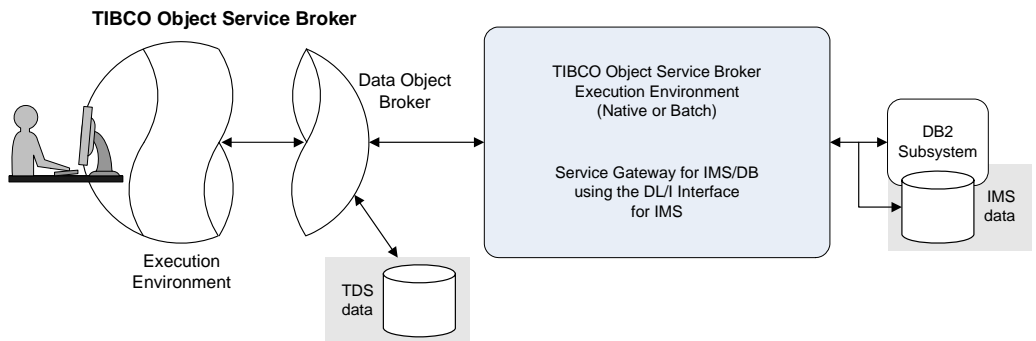 TIBCO Object Service Broker
Data Object
Broker
Execution
Environment
TDS
data
TIBCO Object Service Broker
Execution Environment
(Native or Batch)
Service Gateway for IMS/DB
using the DL/I Interface
for IMS
DB2
Subsystem
IMS
data